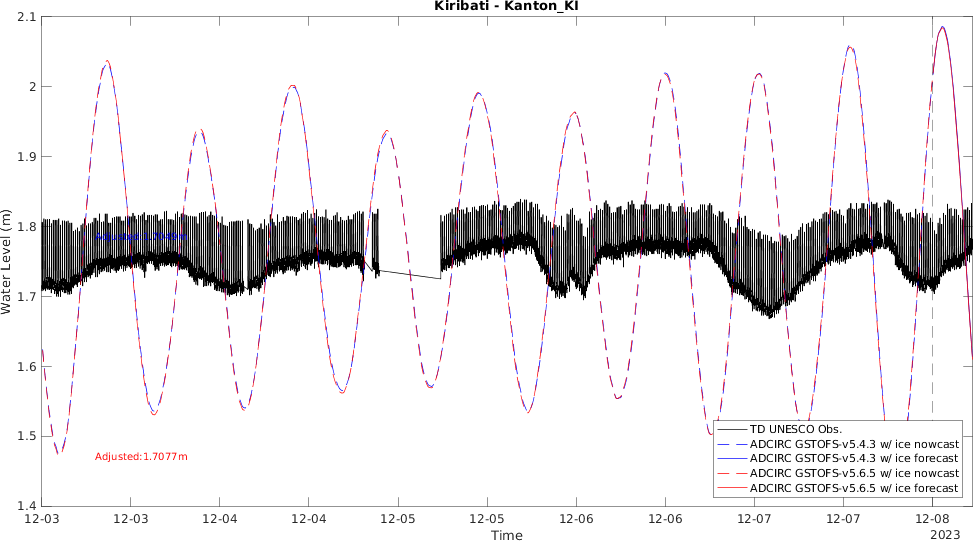 Kiribati - Kanton_KI
Water Level (m)
2.1
2
1.9
1.8
1.7
1.6
1.5
1.4
Adjusted:1.7077m
TD UNESCO Obs.
ADCIRC GSTOFS-v5.4.3 w/ ice nowcast
ADCIRC GSTOFS-v5.4.3 w/ ice forecast
ADCIRC GSTOFS-v5.6.5 w/ ice nowcast
ADCIRC GSTOFS-v5.6.5 w/ ice forecast
12-03 12-03 12-04 12-04 12-05 12-05 12-06 12-06 12-07 12-07 12-08
2023
Time